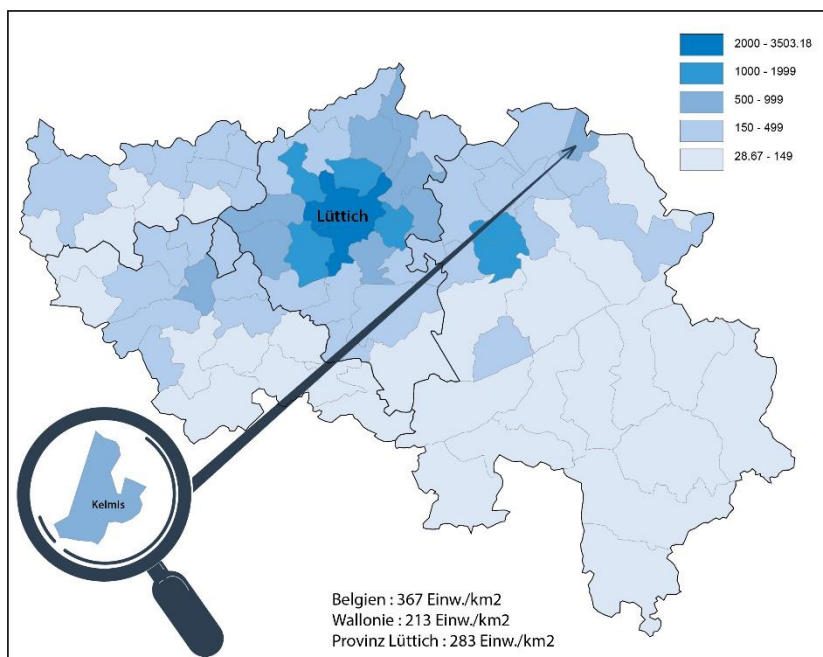 2000 - 3503.18
1000 - 1999
500 - 999
150 - 499
28.67 - 149
Lüttich
Kelmis
Belgien : 367 Einw./km2
Wallonie : 213 Einw./km2
Provinz Lüttich : 283 Einw./km2